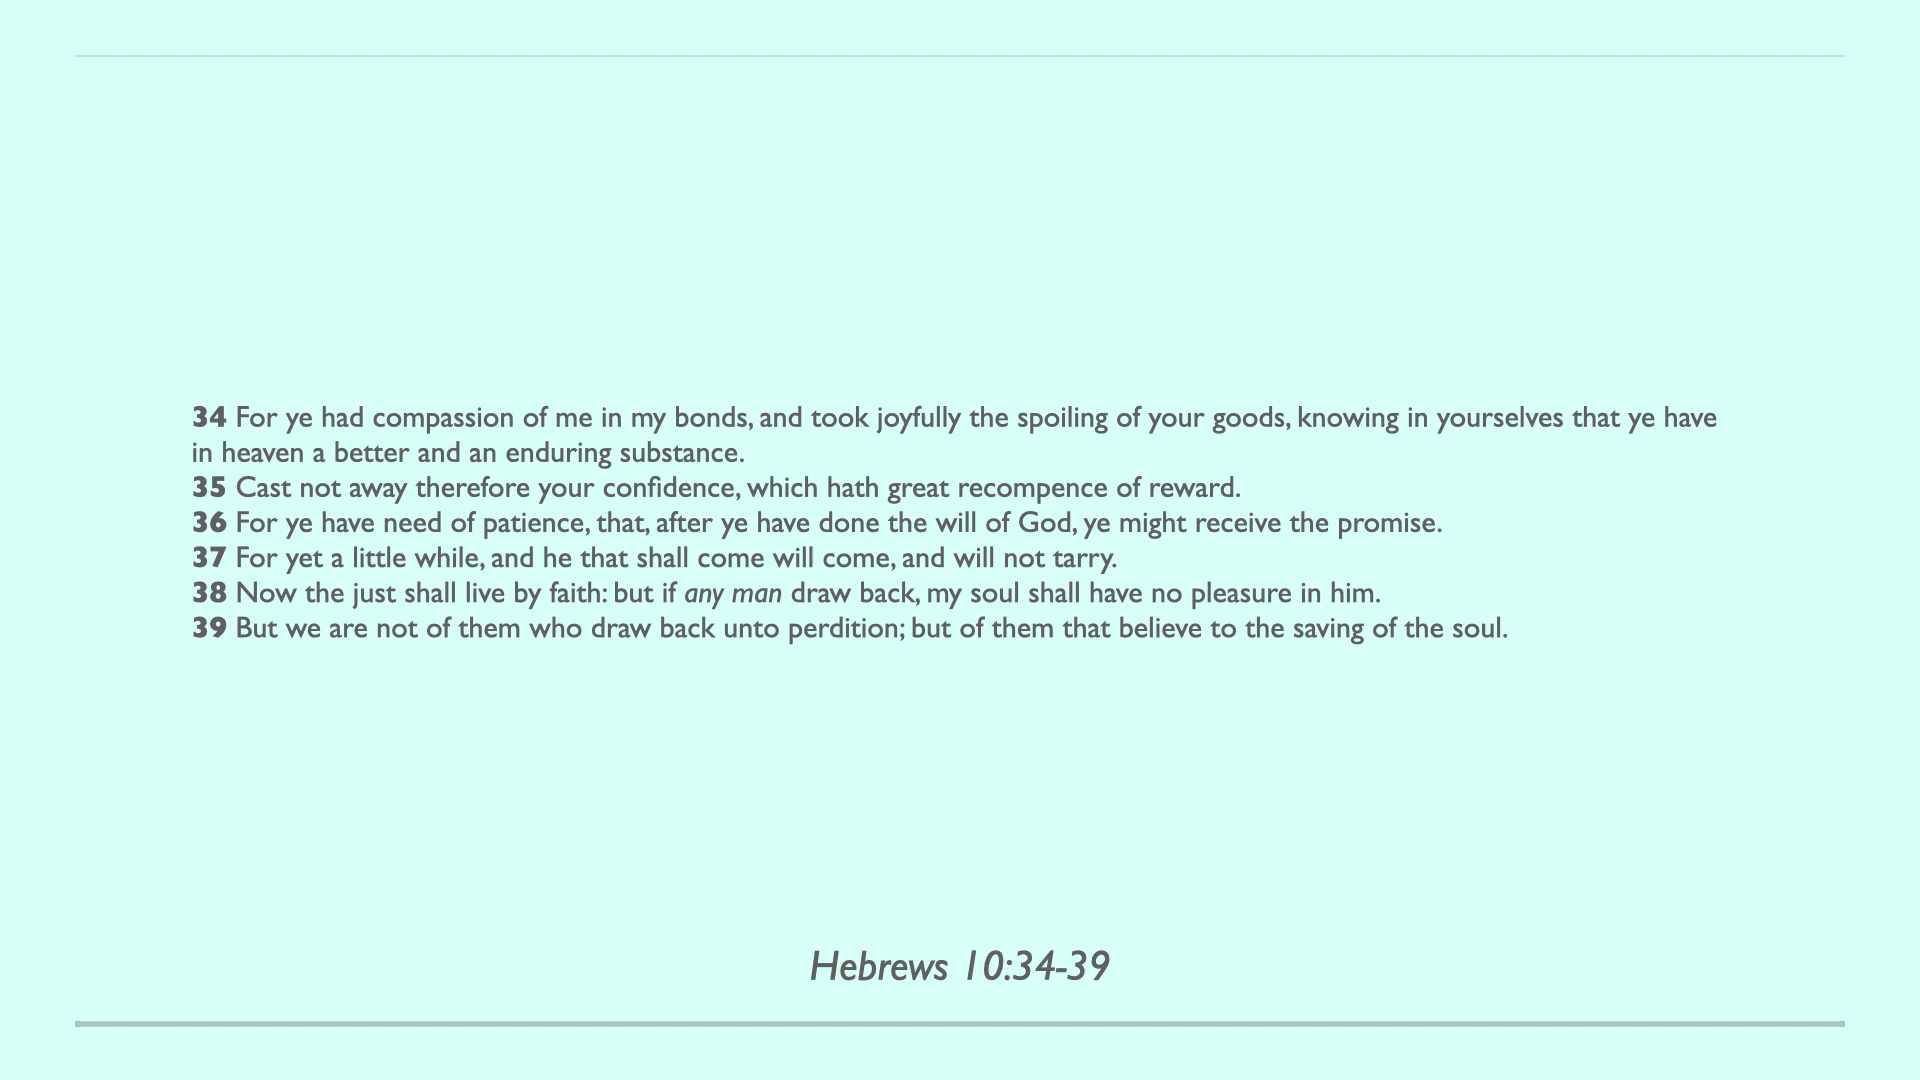 34 For ye had compassion of me in my bonds, and took joyfully the spoiling of your goods, knowing in yourselves that ye have
in heaven a better and an enduring substance.
35 Cast not away therefore your confidence, which hath great recompence of reward.
36 For ye have need of patience, that, after ye have done the will of God, ye might receive the promise.
37 For yet a little while, and he that shall come will come, and will not tarry.
38 Now the just shall live by faith: but if any man draw back, my soul shall have no pleasure in him.
39 But we are not of them who draw back unto perdition; but of them that believe to the saving of the soul.
Hebrews 10:34-39